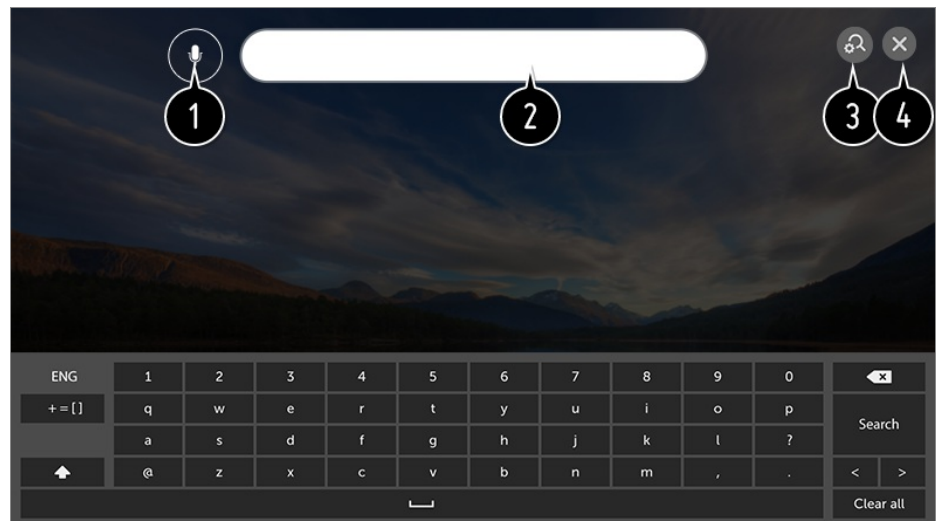 1
2
3
4
ENG 1 2 3 4 5 6 7 8 9 0
+=[] q w e r t y u i o p
a s d f g h j k l ? Search
@ z x c v b n m , . < >
Clear all